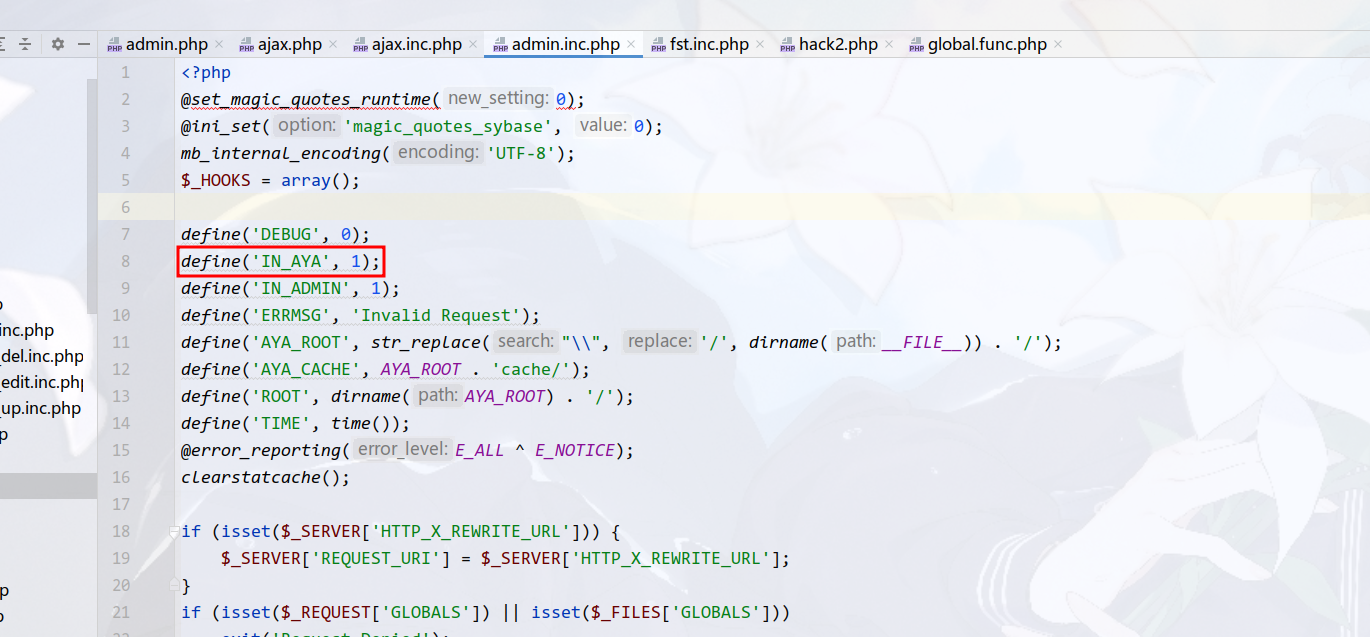 admin.php × ajax.php × ajax.inc.php × admin.inc.php × fst.inc.php × hack2.php × global.func.php ×
1 <?php
2 @set_magic_quotes_runtime( new_setting: 0);
3 @ini_set( option: 'magic_quotes_sybase', value: 0);
4 mb_internal_encoding( encoding: 'UTF-8');
5 $_HOOKS = array();
6
7 define('DEBUG', 0);
8 define('IN_AYA', 1);
9 define('IN_ADMIN', 1);
10 define('ERRMSG', 'Invalid Request');
11 define('AYA_ROOT', str_replace( search: "\\", replace: '/', dirname( path: __FILE__)) . '/');
12 define('AYA_CACHE', AYA_ROOT . 'cache/');
13 define('ROOT', dirname( path: AYA_ROOT) . '/');
14 define('TIME', time());
15 @error_reporting( error_level: E_ALL ^ E_NOTICE);
16 clearstatcache();
17
18 if (isset($_SERVER['HTTP_X_REWRITE_URL'])) {
19 $_SERVER['REQUEST_URI'] = $_SERVER['HTTP_X_REWRITE_URL'];
20 }
21 if (isset($_REQUEST['GLOBALS']) || isset($_FILES['GLOBALS']))
22 exit('Request Denied');
inc.php
del.inc.php
edit.inc.php
up.inc.php